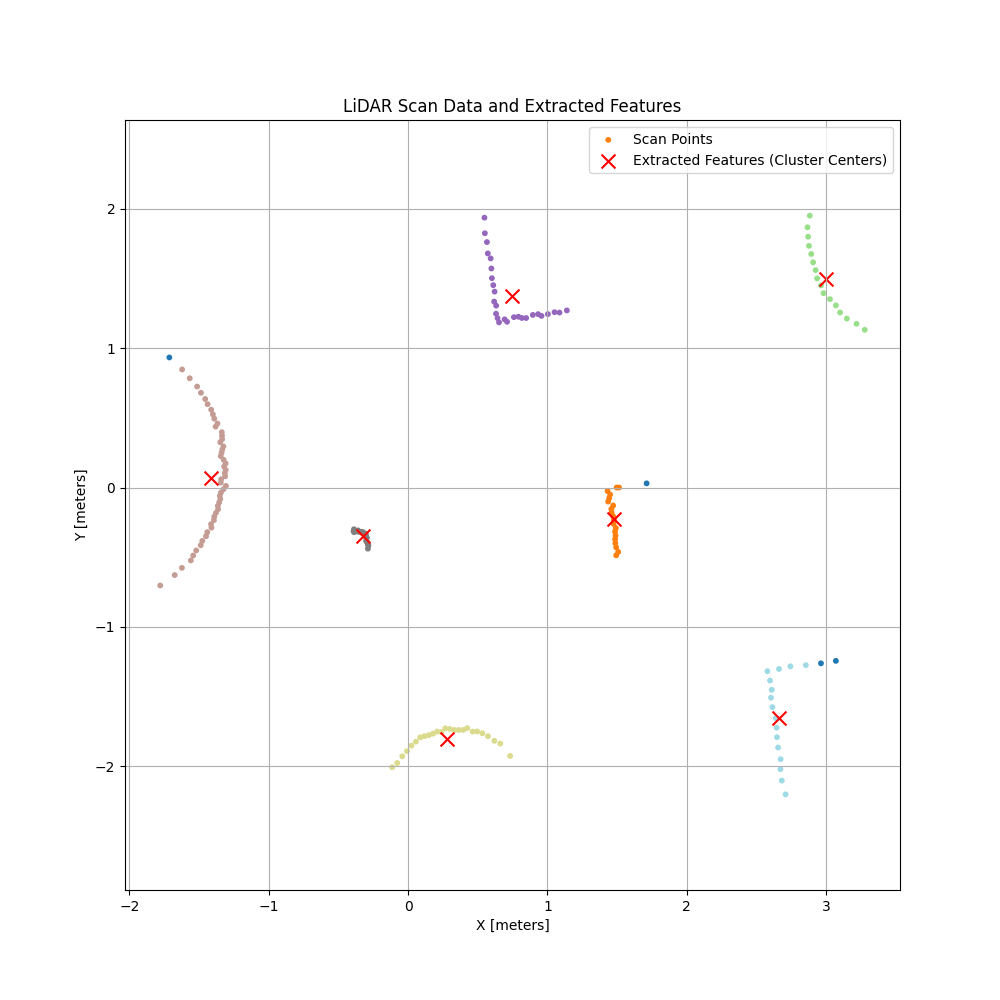 LiDAR Scan Data and Extracted Features
Scan Points
Extracted Features (Cluster Centers)
2
1
0
−1
−2
Y [meters]
−2
−1
0
1
2
3
X [meters]